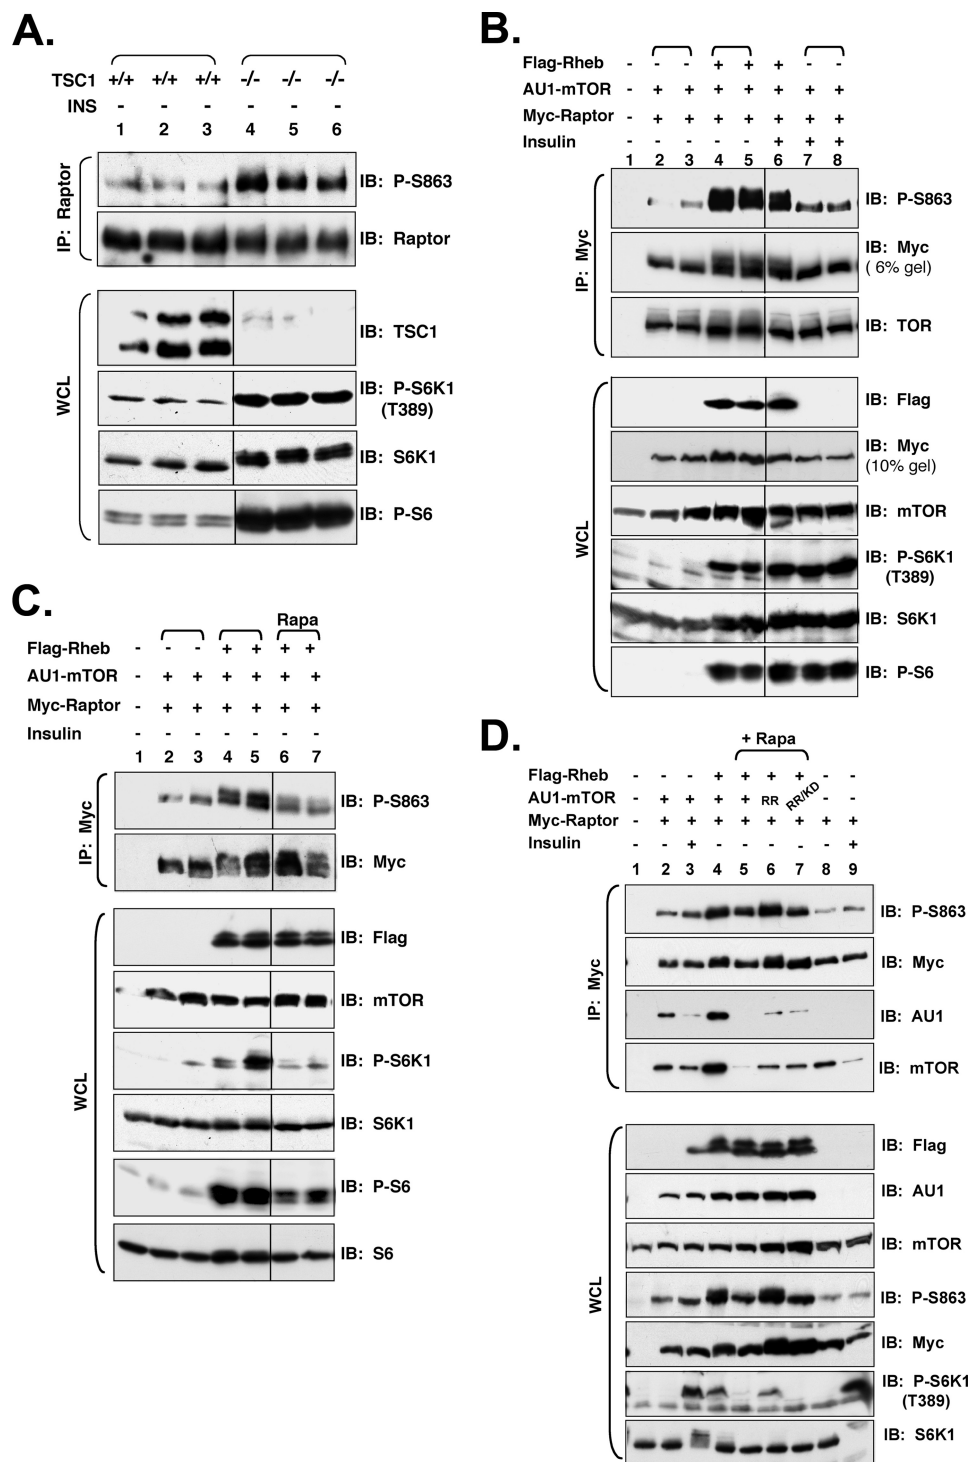 A.
TSC1 +/+ +/+ +/+ -/- -/- -/-
INS - - - - - -
1 2 3 4 5 6
IP: Raptor
IB: P-S863
IB: Raptor
WCL
IB: TSC1
IB: P-S6K1
(T389)
IB: S6K1
IB: P-S6
B.
Flag-Rheb - - - + + + - -
AU1-mTOR - + + + + + + +
Myc-Raptor - + + + + + + +
Insulin - - - - - + + +
1 2 3 4 5 6 7 8
IP: Myc
IB: P-S863
IB: Myc
( 6% gel)
IB: TOR
WCL
IB: Flag
IB: Myc
(10% gel)
IB: mTOR
IB: P-S6K1
(T389)
IB: S6K1
IB: P-S6
C.
Rapa
Flag-Rheb - - - + + + +
AU1-mTOR - + + + + + +
Myc-Raptor - + + + + + +
Insulin - - - - - - -
1 2 3 4 5 6 7
IP: Myc
IB: P-S863
IB: Myc
WCL
IB: Flag
IB: mTOR
IB: P-S6K1
IB: S6K1
IB: P-S6
IB: S6
D.
+ Rapa
Flag-Rheb - - - + + + + - -
AU1-mTOR - + + + + RR RR/KD - -
Myc-Raptor - + + + + + + + +
Insulin - - + - - - - - +
1 2 3 4 5 6 7 8 9
IP: Myc
IB: P-S863
IB: Myc
IB: AU1
IB: mTOR
WCL
IB: Flag
IB: AU1
IB: mTOR
IB: P-S863
IB: Myc
IB: P-S6K1
(T389)
IB: S6K1